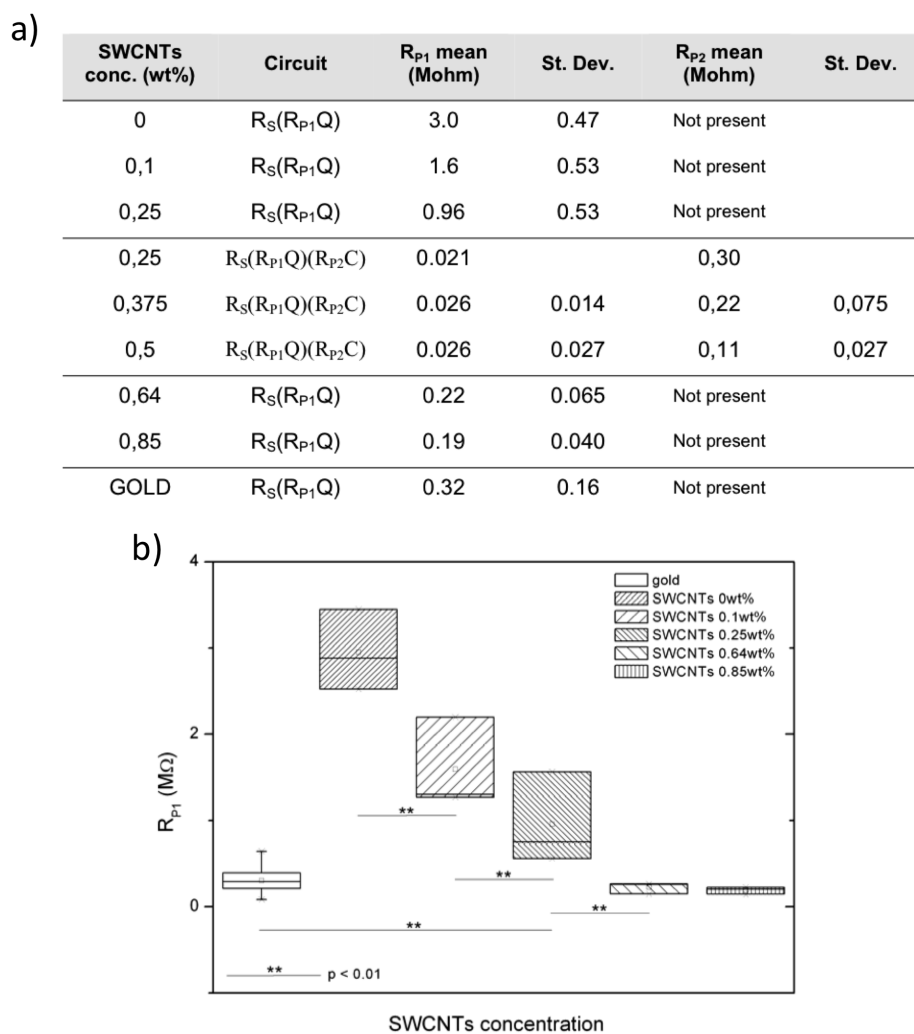 a)
SWCNTs conc. (wt%) Circuit R_P1 mean (Mohm) St. Dev. R_P2 mean (Mohm) St. Dev.
0 R_S(R_P1Q) 3.0 0.47 Not present
0,1 R_S(R_P1Q) 1.6 0.53 Not present
0,25 R_S(R_P1Q) 0.96 0.53 Not present
0,25 R_S(R_P1Q)(R_P2C) 0.021 0,30
0,375 R_S(R_P1Q)(R_P2C) 0.026 0.014 0,22 0,075
0,5 R_S(R_P1Q)(R_P2C) 0.026 0.027 0,11 0,027
0,64 R_S(R_P1Q) 0.22 0.065 Not present
0,85 R_S(R_P1Q) 0.19 0.040 Not present
GOLD R_S(R_P1Q) 0.32 0.16 Not present
b)
4
2
0
R_P1 (MΩ)
gold
SWCNTs 0wt%
SWCNTs 0.1wt%
SWCNTs 0.25wt%
SWCNTs 0.64wt%
SWCNTs 0.85wt%
**
**
**
**
** p < 0.01
SWCNTs concentration